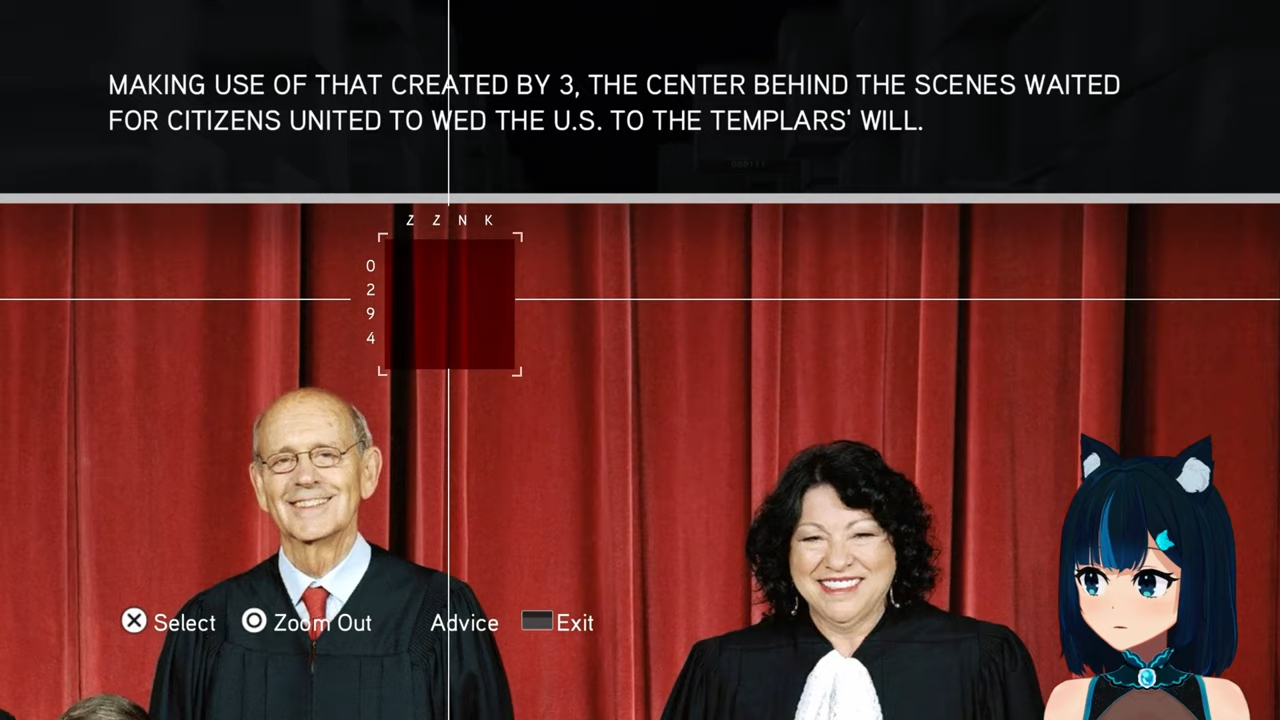 MAKING USE OF THAT CREATED BY 3, THE CENTER BEHIND THE SCENES WAITED
FOR CITIZENS UNITED TO WED THE U.S. TO THE TEMPLARS' WILL.
Z Z N K
0
2
9
4
Select Zoom Out Advice Exit